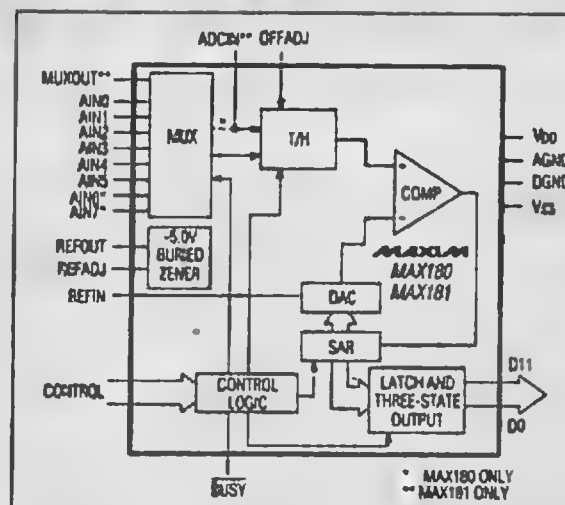 ADCIN** OFFADJ
MUXOUT**
AIN0
AIN1
AIN2
AIN3
AIN4
AIN5
AIN6*
AIN7*
MUX
T/H
COMP
VDD
AGND
DGND
VSS
REFOUT
REFADJ
REFIN
-5.0V
BURIED
ZENER
MAXIM
MAX180
MAX181
DAC
SAR
CONTROL
CONTROL
LOGIC
LATCH AND
THREE-STATE
OUTPUT
D11
D0
BUSY
* MAX180 ONLY
** MAX181 ONLY